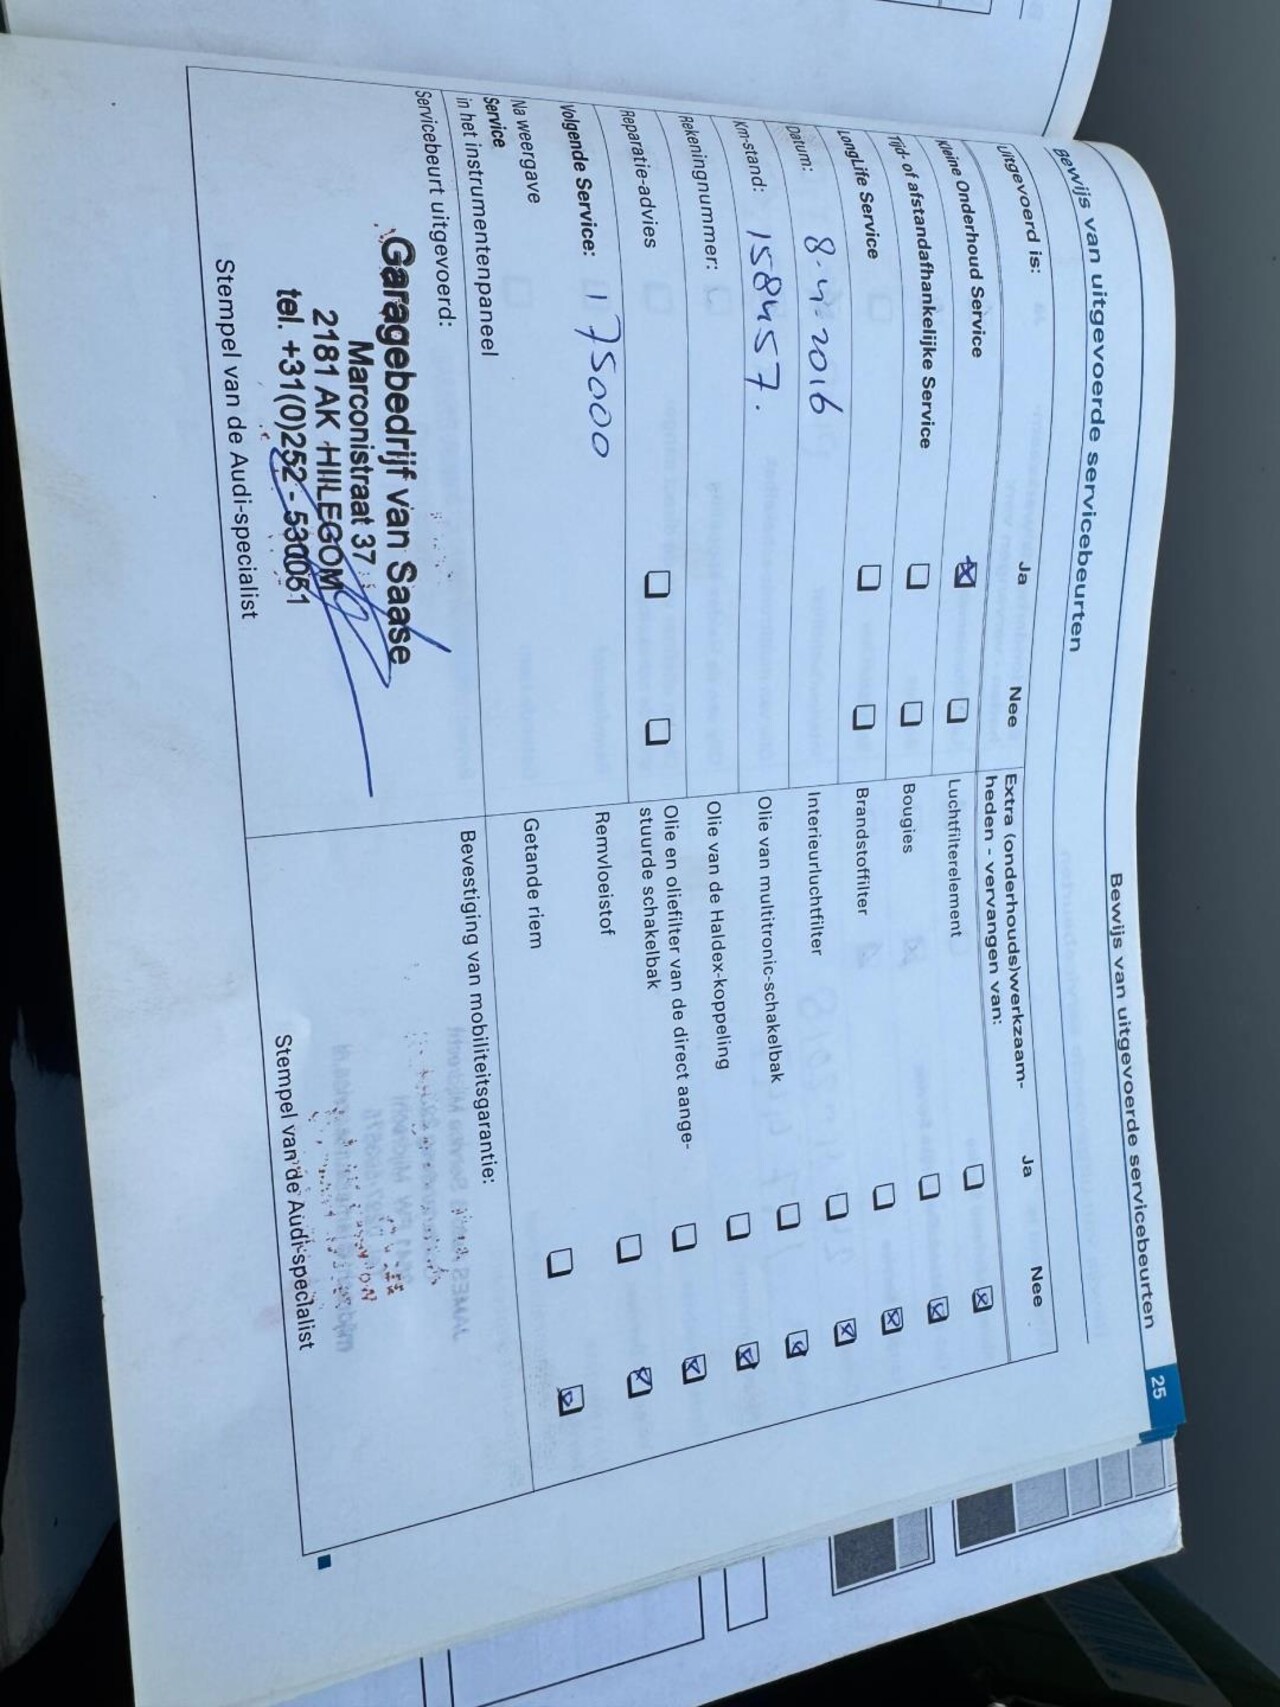 Bewijs van uitgevoerde servicebeurten 25
Bewijs van uitgevoerde servicebeurten
Uitgevoerd is: Ja Nee
Kleine Onderhoud Service
Tijd- of afstandafhankelijke Service
LongLife Service
Datum: 8.4.2016
Km-stand: 158457.
Rekeningnummer:
Reparatie-advies
Volgende Service: 175000
Na weergave
Service
in het instrumentenpaneel
Servicebeurt uitgevoerd:
Garagebedrijf van Saase
Marconistraat 37
2181 AK HILLEGOM
tel. +31(0)252 - 530051
Stempel van de Audi-specialist
Extra (onderhouds)werkzaam-
heden - vervangen van: Ja Nee
Luchtfilterelement
Bougies
Brandstoffilter
Interieurluchtfilter
Olie van multitronic-schakelbak
Olie van de Haldex-koppeling
Olie en oliefilter van de direct aange-
stuurde schakelbak
Remvloeistof
Getande riem
Bevestiging van mobiliteitsgarantie:
Stempel van de Audi-specialist